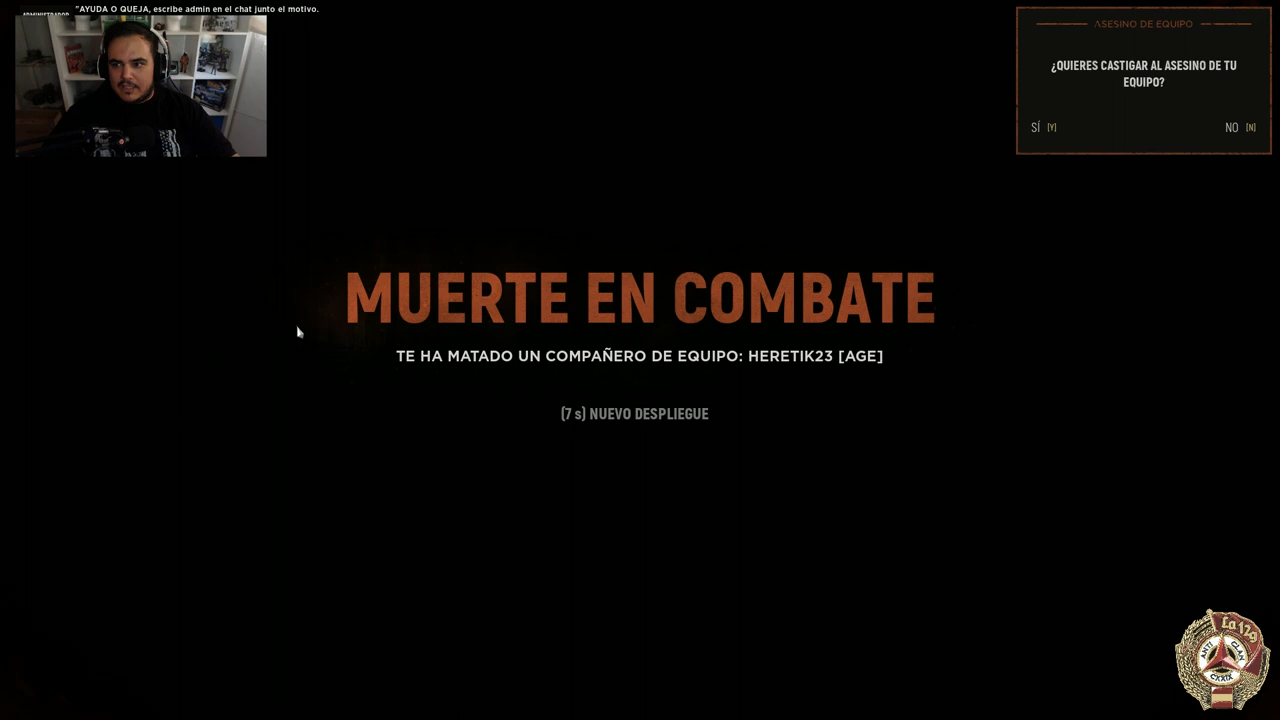 "AYUDA O QUEJA, escribe admin en el chat junto el motivo.
ASESINO DE EQUIPO
¿QUIERES CASTIGAR AL ASESINO DE TU
EQUIPO?
SÍ [Y]
NO [N]
MUERTE EN COMBATE
TE HA MATADO UN COMPAÑERO DE EQUIPO: HERETIK23 [AGE]
(7 s) NUEVO DESPLIEGUE
La 129
ANTI CLAN
CXXIX